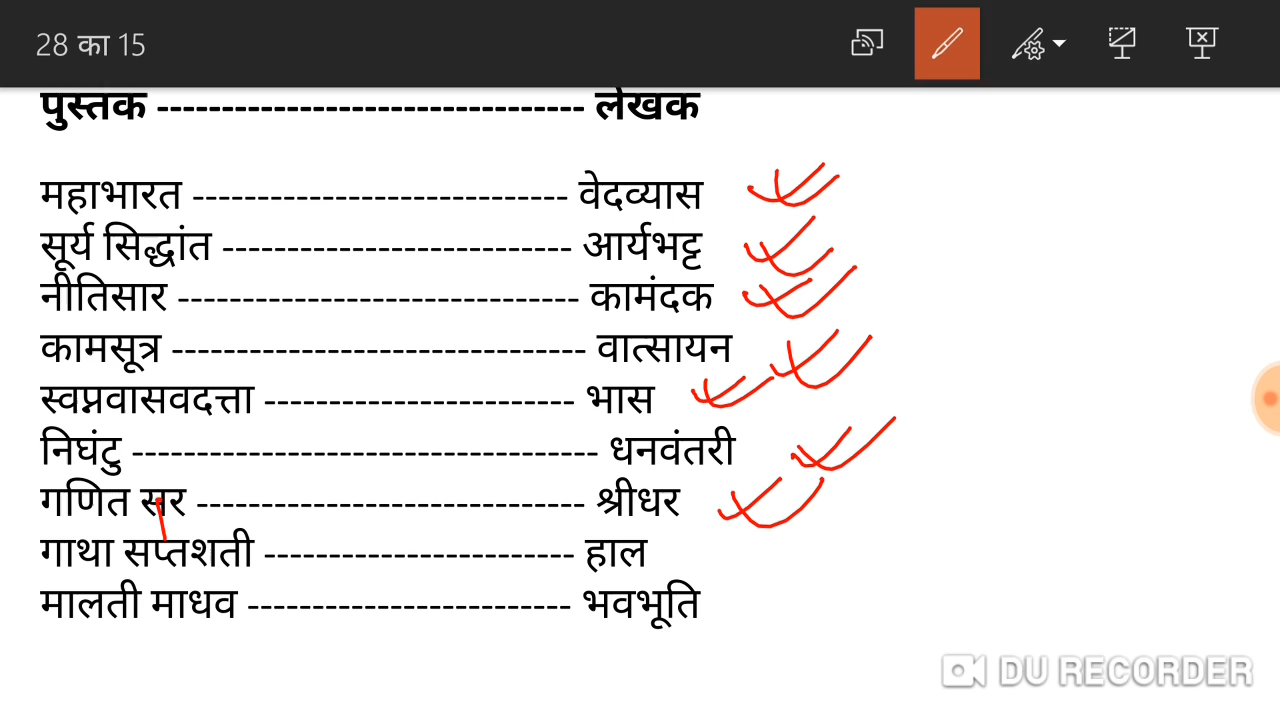 28 का 15
पुस्तक --------------------------------- लेखक
महाभारत ----------------------------- वेदव्यास
सूर्य सिद्धांत --------------------------- आर्यभट्ट
नीतिसार ------------------------------- कामंदक
कामसूत्र -------------------------------- वात्सायन
स्वप्नवासवदत्ता ------------------------ भास
निघंटु ------------------------------------ धनवंतरी
गणित सर ------------------------------ श्रीधर
गाथा सप्तशती ------------------------ हाल
मालती माधव ------------------------- भवभूति
DU RECORDER